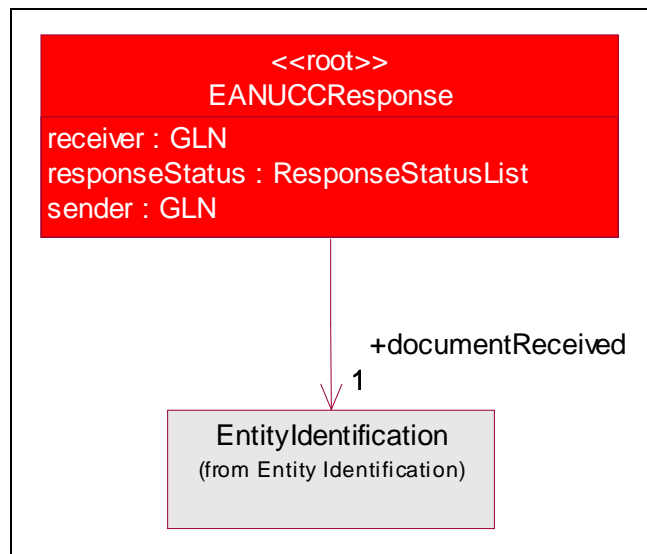 <<root>>
EANUCCResponse
receiver : GLN
responseStatus : ResponseStatusList
sender : GLN
+documentReceived
1
EntityIdentification
(from Entity Identification)